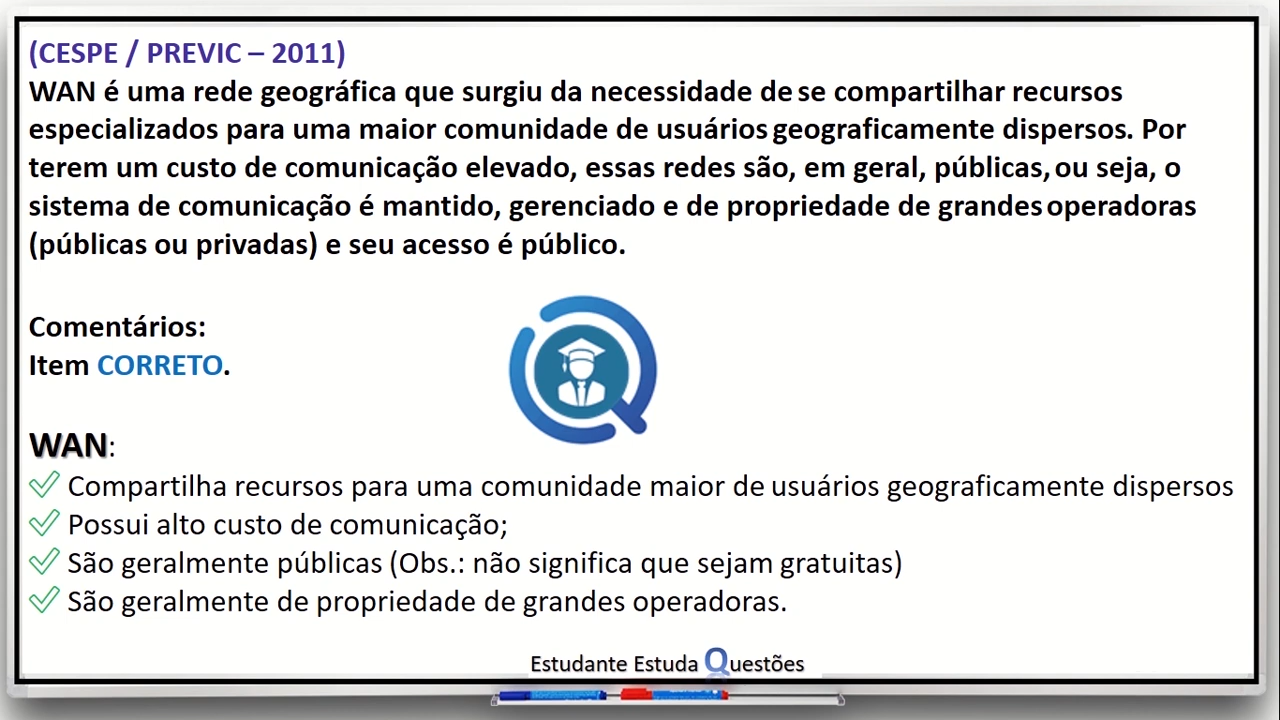 (CESPE / PREVIC – 2011)
WAN é uma rede geográfica que surgiu da necessidade de se compartilhar recursos
especializados para uma maior comunidade de usuários geograficamente dispersos. Por
terem um custo de comunicação elevado, essas redes são, em geral, públicas, ou seja, o
sistema de comunicação é mantido, gerenciado e de propriedade de grandes operadoras
(públicas ou privadas) e seu acesso é público.
Comentários:
Item CORRETO.
WAN:
Compartilha recursos para uma comunidade maior de usuários geograficamente dispersos
Possui alto custo de comunicação;
São geralmente públicas (Obs.: não significa que sejam gratuitas)
São geralmente de propriedade de grandes operadoras.
Estudante Estuda Questões